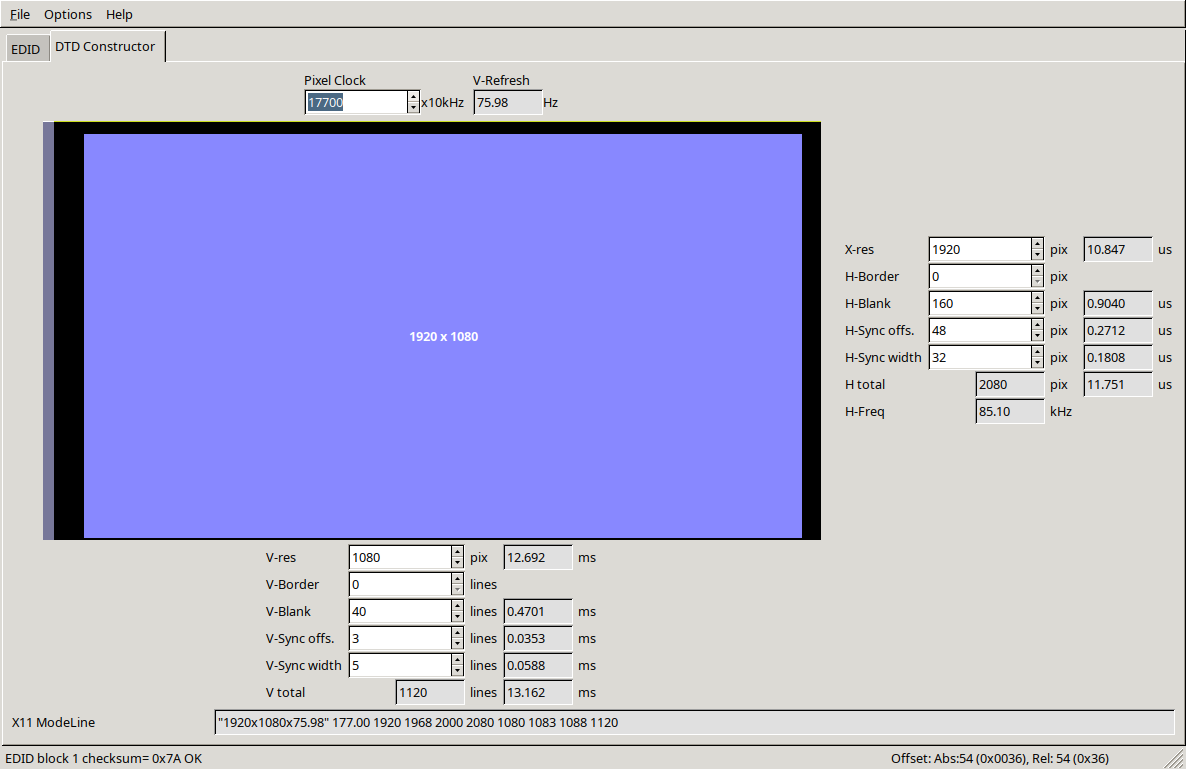 File Options Help
EDID DTD Constructor
Pixel Clock V-Refresh
17700 x10kHz 75.98 Hz
1920 x 1080
X-res 1920 pix 10.847 us
H-Border 0 pix
H-Blank 160 pix 0.9040 us
H-Sync offs. 48 pix 0.2712 us
H-Sync width 32 pix 0.1808 us
H total 2080 pix 11.751 us
H-Freq 85.10 kHz
V-res 1080 pix 12.692 ms
V-Border 0 lines
V-Blank 40 lines 0.4701 ms
V-Sync offs. 3 lines 0.0353 ms
V-Sync width 5 lines 0.0588 ms
V total 1120 lines 13.162 ms
X11 ModeLine "1920x1080x75.98" 177.00 1920 1968 2000 2080 1080 1083 1088 1120
EDID block 1 checksum= 0x7A OK Offset: Abs:54 (0x0036), Rel: 54 (0x36)